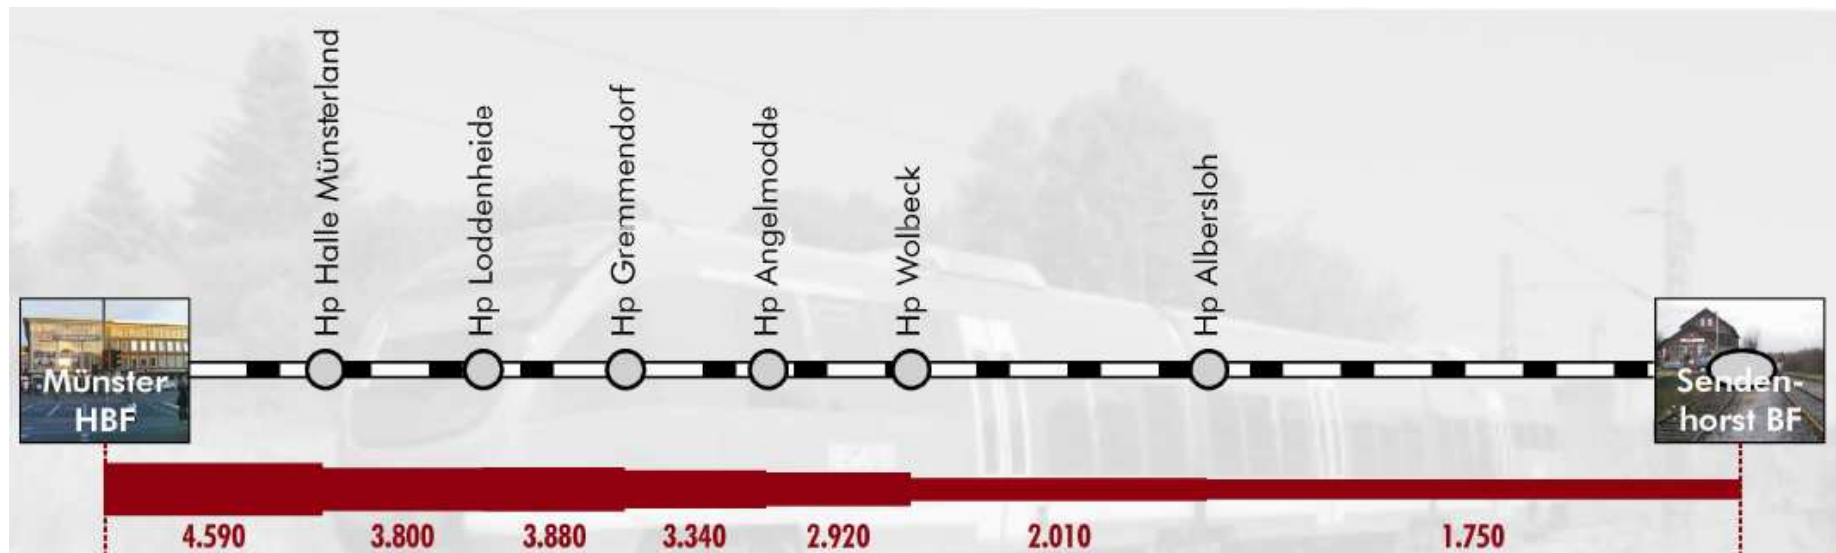 Hp Halle Münsterland
Hp Loddenheide
Hp Gremmendorf
Hp Angelmodde
Hp Wolbeck
Hp Albersloh
Münster
HBF
Senden-
horst BF
4.590
3.800
3.880
3.340
2.920
2.010
1.750